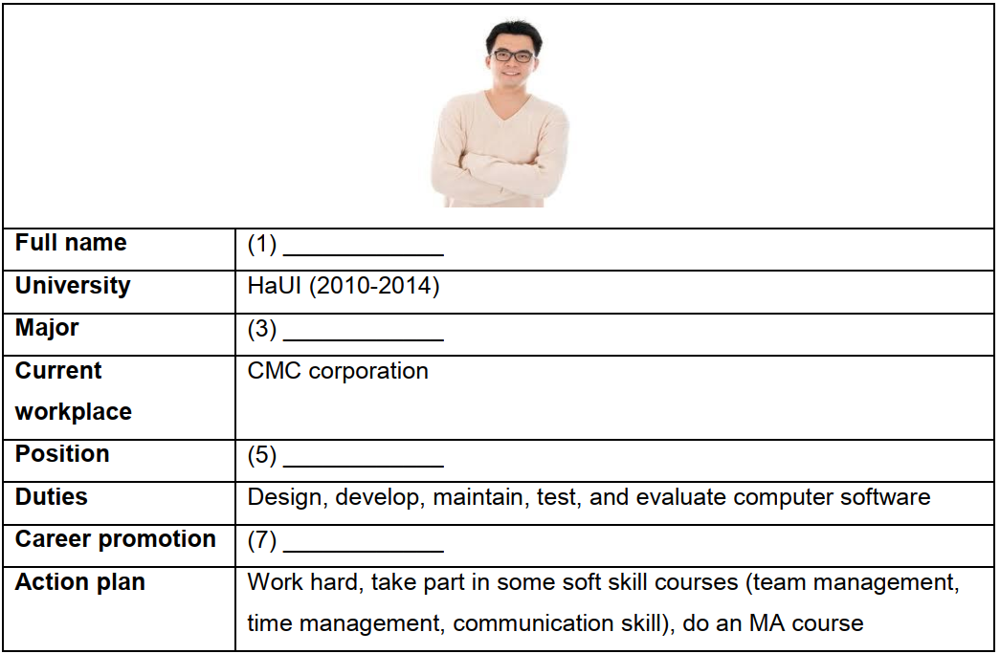 Full name (1) ____________
University HaUI (2010-2014)
Major (3) ____________
Current CMC corporation
workplace
Position (5) ____________
Duties Design, develop, maintain, test, and evaluate computer software
Career promotion (7) ____________
Action plan Work hard, take part in some soft skill courses (team management,
time management, communication skill), do an MA course